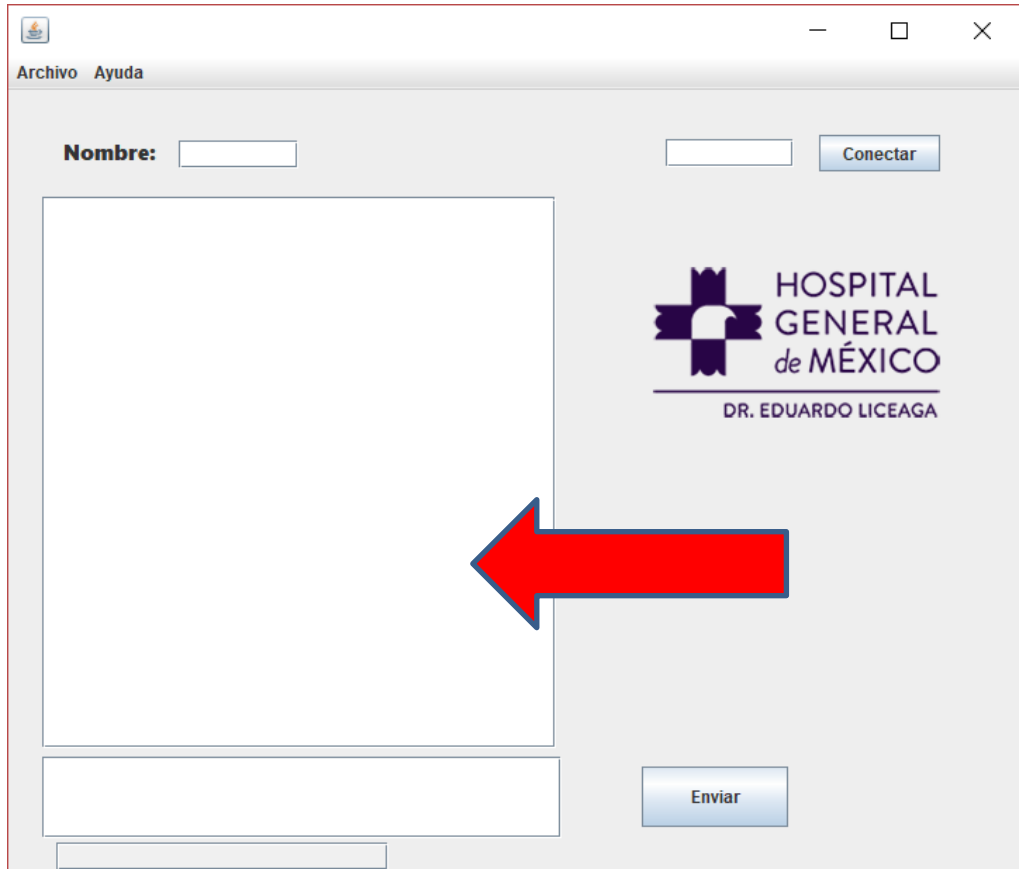 Archivo Ayuda
Nombre: Conectar
HOSPITAL
GENERAL
de MÉXICO
DR. EDUARDO LICEAGA
Enviar